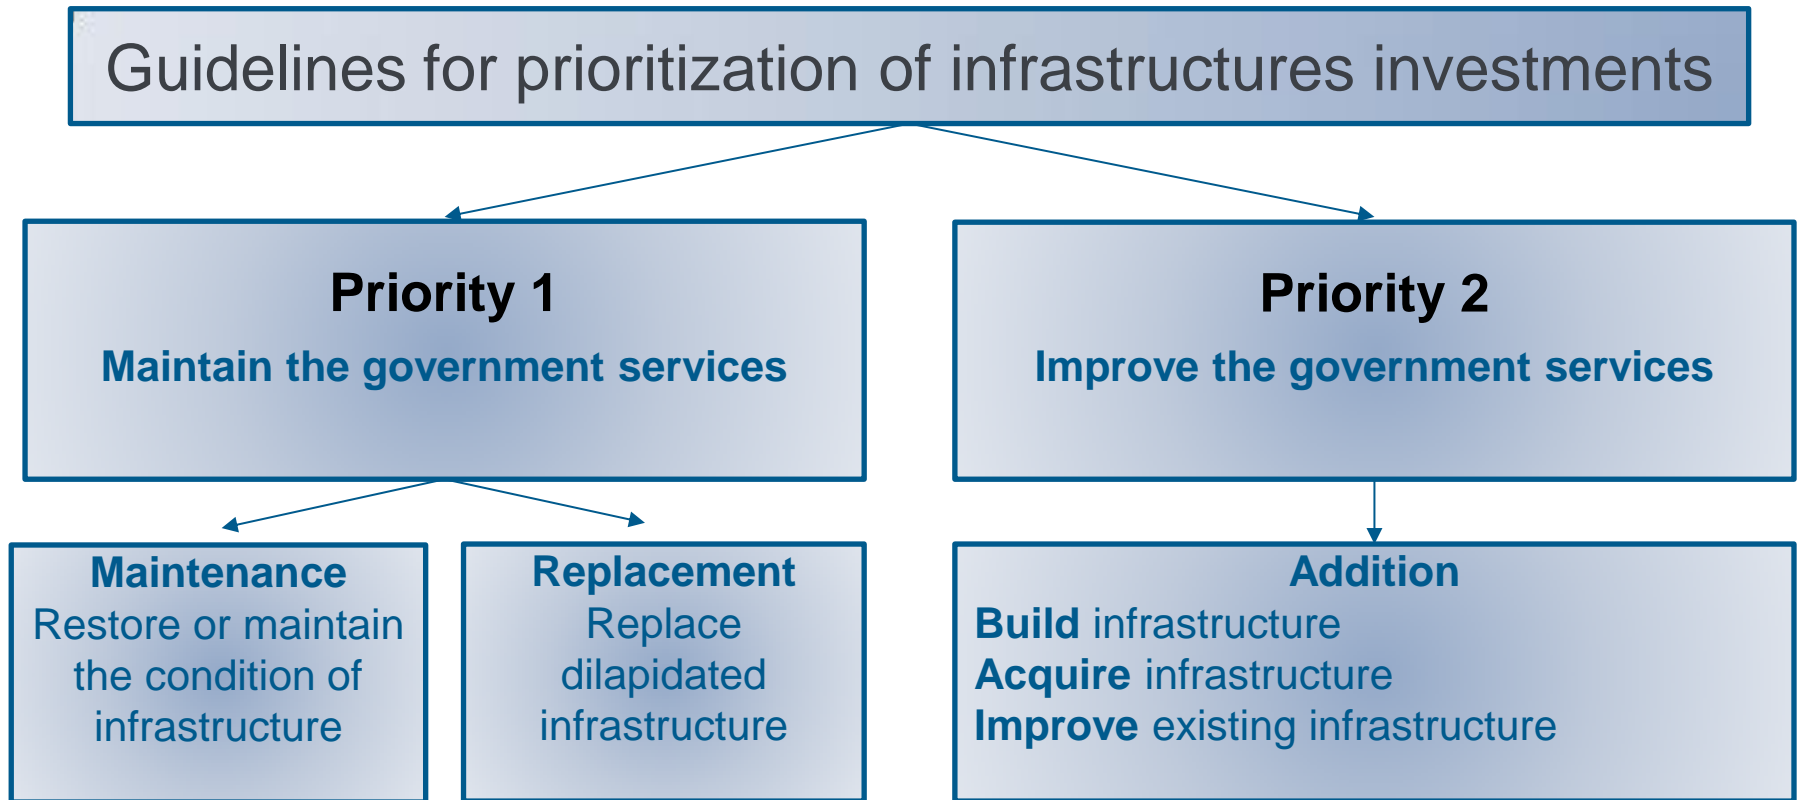 Guidelines for prioritization of infrastructures investments
Priority 1
Maintain the government services
Priority 2
Improve the government services
Maintenance
Restore or maintain
the condition of
infrastructure
Replacement
Replace
dilapidated
infrastructure
Addition
Build infrastructure
Acquire infrastructure
Improve existing infrastructure